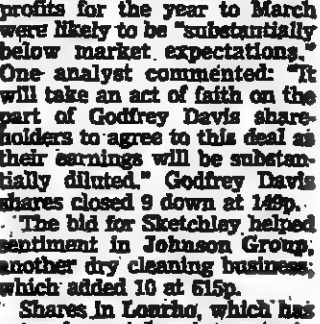 profits for the year to March
were likely to be "substantially
below market expectations."
One analyst commented: "It
will take an act of faith on the
part of Godfrey Davis share-
holders to agree to this deal as
their earnings will be substan-
tially diluted." Godfrey Davis
shares closed 9 down at 149p.
The bid for Sketchley helped
sentiment in Johnson Group,
another dry cleaning business,
which added 10 at 615p.
Shares in Lonrho, which has